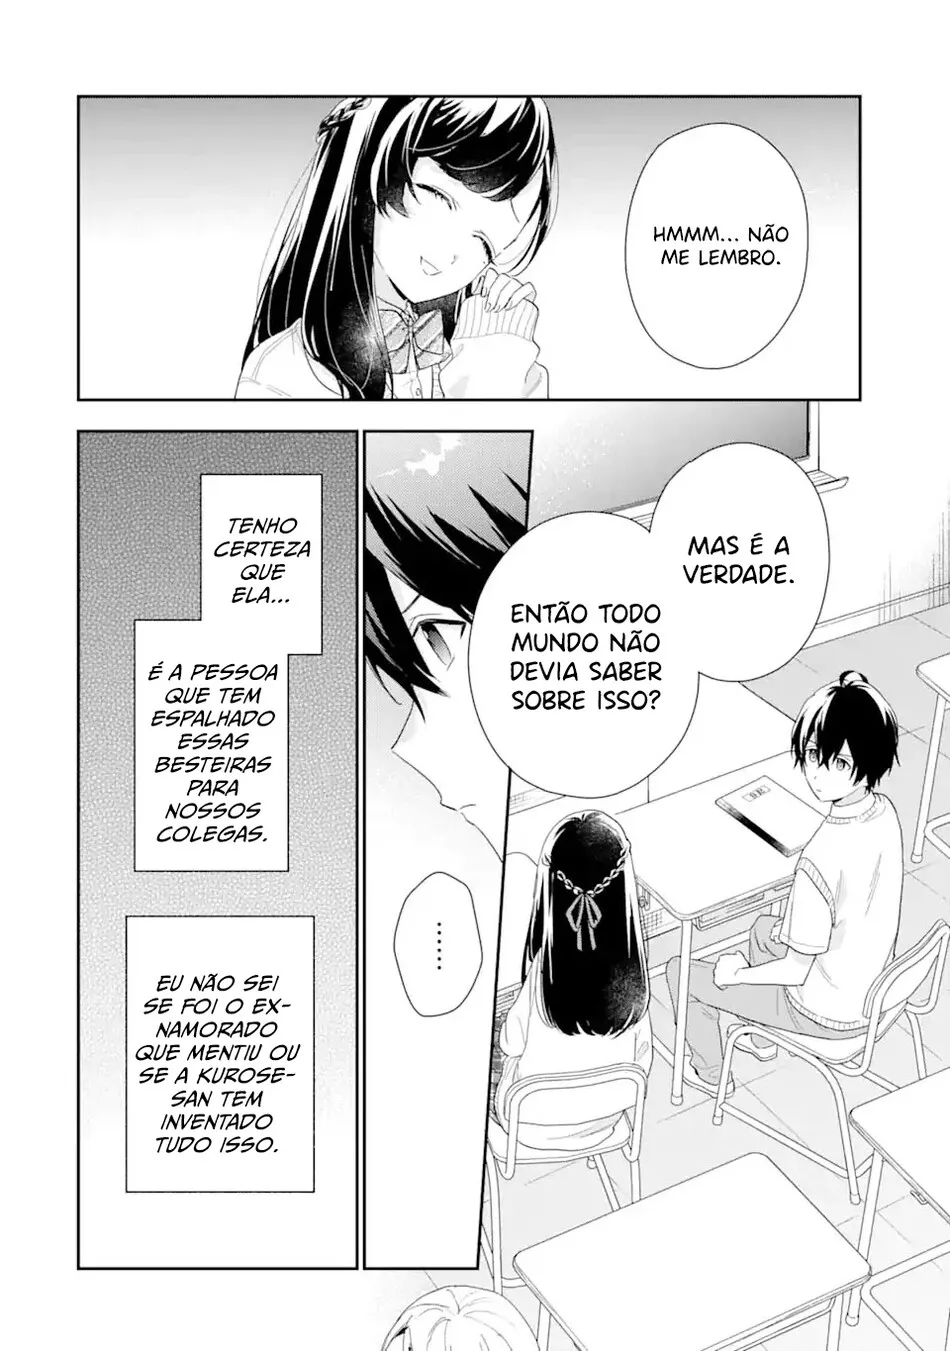 HMMM... NÃO
ME LEMBRO.
MAS É A
VERDADE.
ENTÃO TODO
MUNDO NÃO
DEVIA SABER
SOBRE ISSO?
......
TENHO
CERTEZA
QUE
ELA...
É A PESSOA
QUE TEM
ESPALHADO
ESSAS
BESTEIRAS
PARA
NOSSOS
COLEGAS.
EU NÃO SEI
SE FOI O EX-
NAMORADO
QUE MENTIU OU
SE A KUROSE-
SAN TEM
INVENTADO
TUDO ISSO.